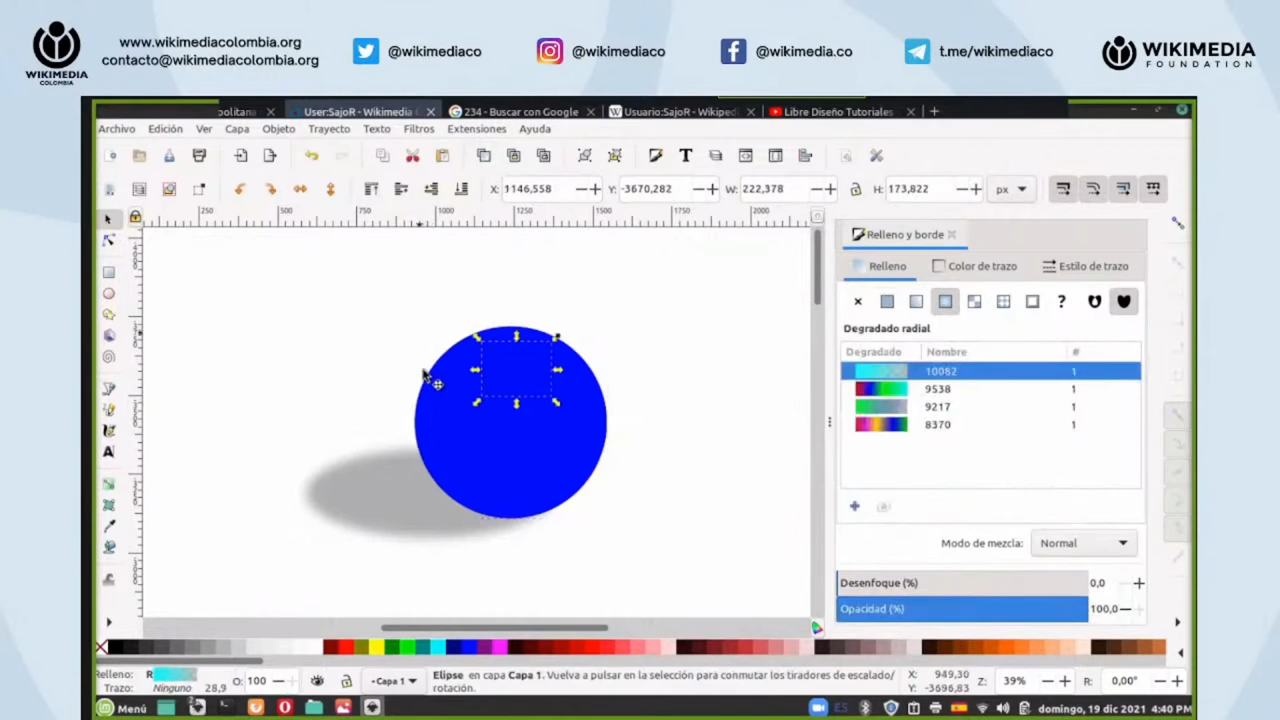 WIKIMEDIA
COLOMBIA
www.wikimediacolombia.org
contacto@wikimediacolombia.org
@wikimediaco
@wikimediaco
@wikimedia.co
t.me/wikimediaco
WIKIMEDIA
FOUNDATION
politana
User:SajoR - Wikimedia
234 - Buscar con Google
Usuario:SajoR - Wikiped
Libre Diseño Tutoriales
Archivo Edición Ver Capa Objeto Trayecto Texto Filtros Extensiones Ayuda
X: 1146,558 Y: -3670,282 W: 222,378 H: 173,822 px
250 500 750 1000 1250 1500 1750 2000
Relleno y borde
Relleno Color de trazo Estilo de trazo
Degradado radial
Degradado Nombre #
10082 1
9538 1
9217 1
8370 1
Modo de mezcla: Normal
Desenfoque (%) 0,0
Opacidad (%) 100,0
Relleno: R O: 100 Capa 1 Elipse en capa Capa 1. Vuelva a pulsar en la selección para conmutar los tiradores de escalado/
Trazo: Ninguno 28,9 rotación.
X: 949,30 Z: 39% R: 0,00°
Y: -3696,83
Menú ES domingo, 19 dic 2021 4:40 PM